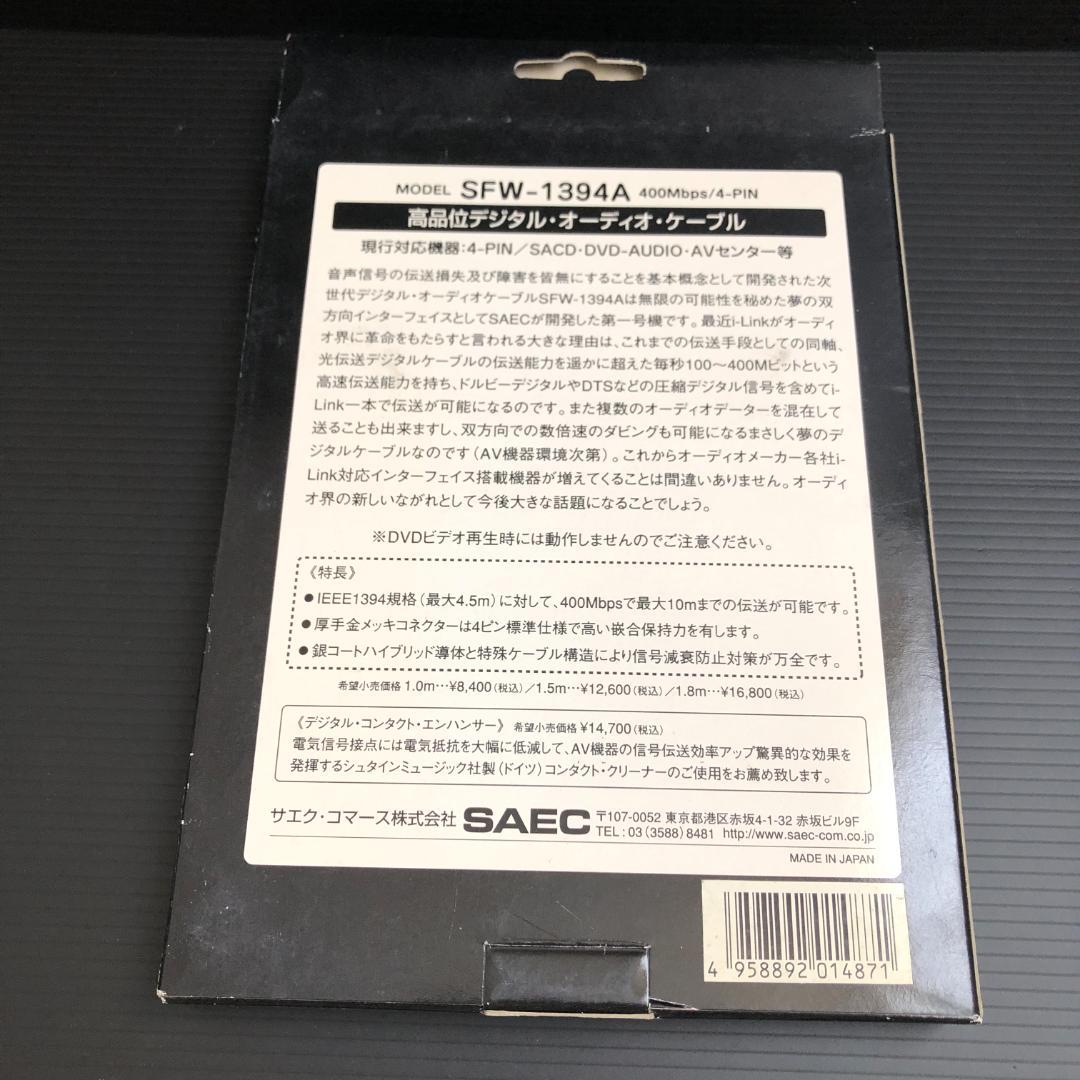 MODEL SFW-1394A 400Mbps/4-PIN
高品位デジタル・オーディオ・ケーブル
現行対応機器:4-PIN／SACD・DVD-AUDIO・AVセンター等
音声信号の伝送損失及び障害を皆無にすることを基本概念として開発された次
世代デジタル・オーディオケーブルSFW-1394Aは無限の可能性を秘めた夢の双
方向インターフェイスとしてSAECが開発した第一号機です。最近i-Linkがオーディ
オ界に革命をもたらすと言われる大きな理由は、これまでの伝送手段としての同軸、
光伝送デジタルケーブルの伝送能力を遥かに超えた毎秒100〜400Mビットという
高速伝送能力を持ち、ドルビーデジタルやDTSなどの圧縮デジタル信号を含めてi-
Link一本で伝送が可能になるのです。また複数のオーディオデーターを混在して
送ることも出来ますし、双方向での数倍速のダビングも可能になるまさしく夢のデ
ジタルケーブルなのです（AV機器環境次第）。これからオーディオメーカー各社i-
Link対応インターフェイス搭載機器が増えてくることは間違いありません。オーディ
オ界の新しいながれとして今後大きな話題になることでしょう。
※DVDビデオ再生時には動作しませんのでご注意ください。
《特長》
●IEEE1394規格（最大4.5m）に対して、400Mbpsで最大10mまでの伝送が可能です。
●厚手金メッキコネクターは4ピン標準仕様で高い嵌合保持力を有します。
●銀コートハイブリッド導体と特殊ケーブル構造により信号減衰防止対策が万全です。
希望小売価格 1.0m…¥8,400（税込）／1.5m…¥12,600（税込）／1.8m…¥16,800（税込）
《デジタル・コンタクト・エンハンサー》 希望小売価格 ¥14,700（税込）
電気信号接点には電気抵抗を大幅に低減して、AV機器の信号伝送効率アップ驚異的な効果を
発揮するシュタインミュージック社製（ドイツ）コンタクト・クリーナーのご使用をお薦め致します。
サエク・コマース株式会社 SAEC 〒107-0052 東京都港区赤坂4-1-32 赤坂ビル9F
TEL：03（3588）8481 http://www.saec-com.co.jp
MADE IN JAPAN
4 958892 014871